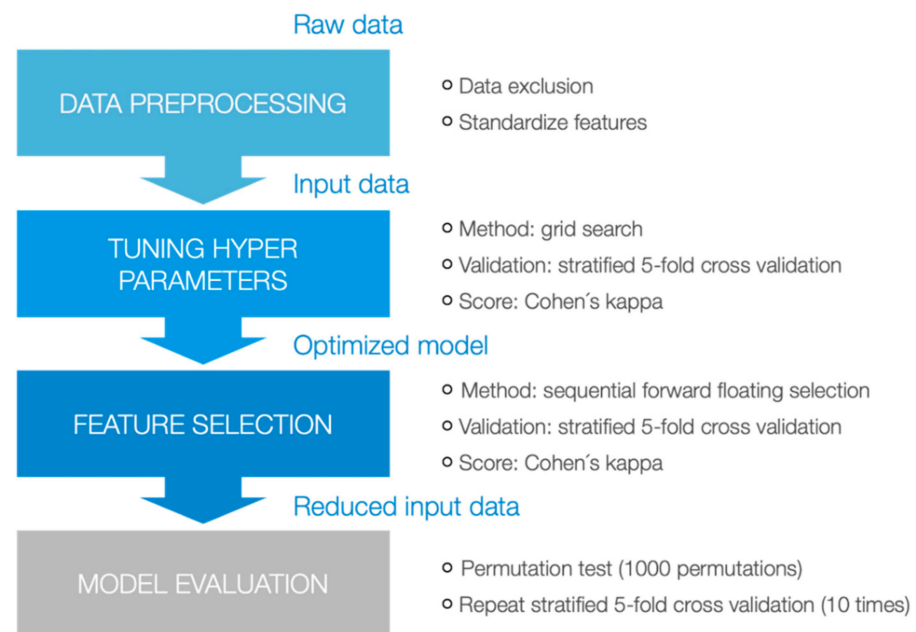 Raw data
DATA PREPROCESSING
○ Data exclusion
○ Standardize features
Input data
TUNING HYPER
PARAMETERS
○ Method: grid search
○ Validation: stratified 5-fold cross validation
○ Score: Cohen´s kappa
Optimized model
FEATURE SELECTION
○ Method: sequential forward floating selection
○ Validation: stratified 5-fold cross validation
○ Score: Cohen´s kappa
Reduced input data
MODEL EVALUATION
○ Permutation test (1000 permutations)
○ Repeat stratified 5-fold cross validation (10 times)